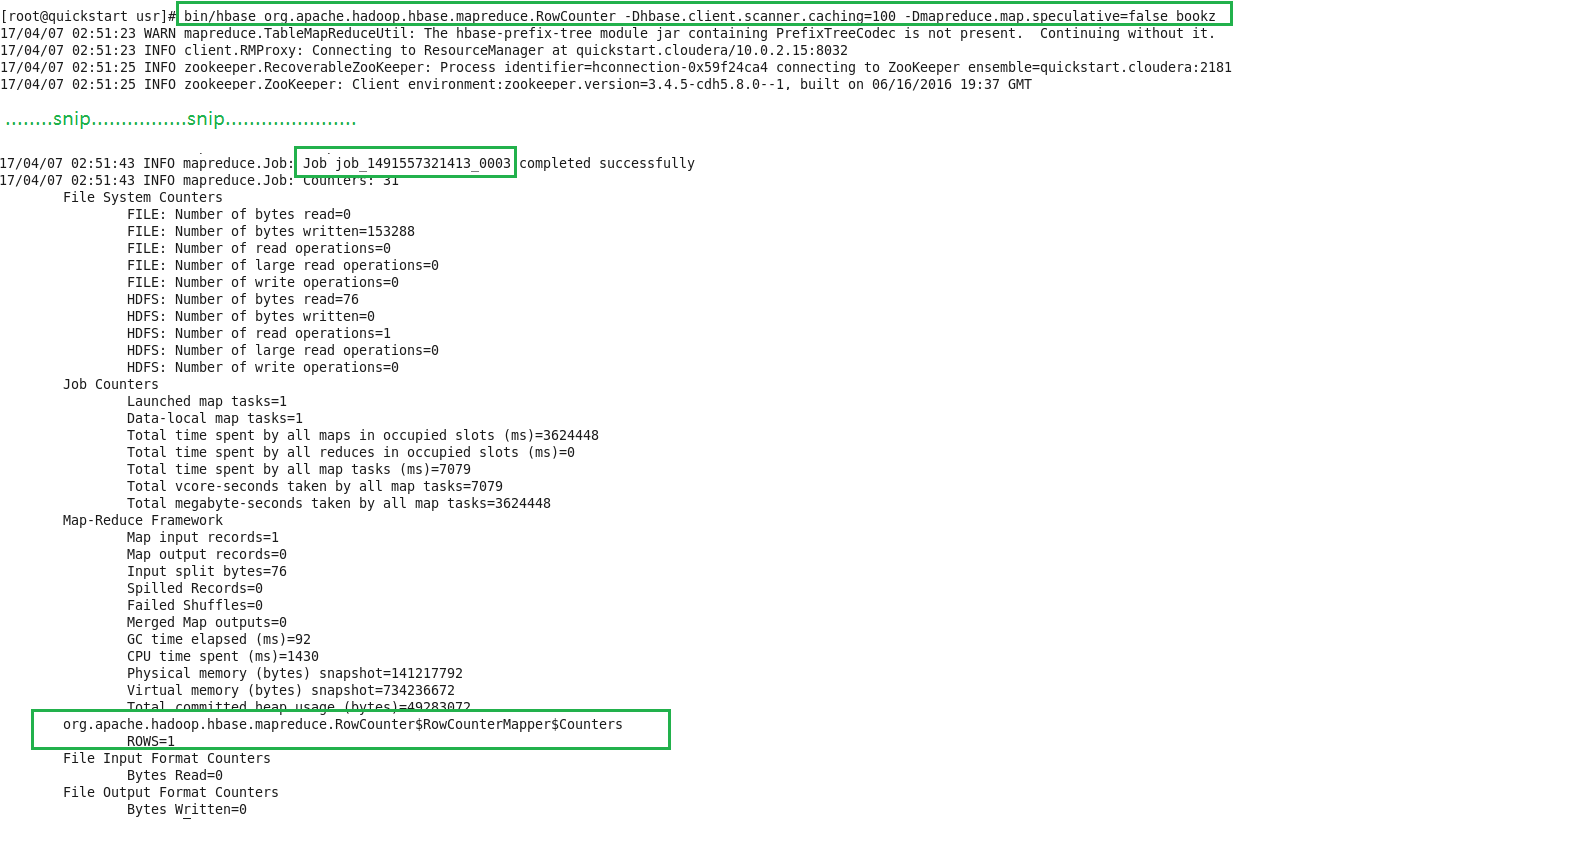 [root@quickstart usr]# bin/hbase org.apache.hadoop.hbase.mapreduce.RowCounter -Dhbase.client.scanner.caching=100 -Dmapreduce.map.speculative=false bookz
17/04/07 02:51:23 WARN mapreduce.TableMapReduceUtil: The hbase-prefix-tree module jar containing PrefixTreeCodec is not present.  Continuing without it.
17/04/07 02:51:23 INFO client.RMProxy: Connecting to ResourceManager at quickstart.cloudera/10.0.2.15:8032
17/04/07 02:51:25 INFO zookeeper.RecoverableZooKeeper: Process identifier=hconnection-0x59f24ca4 connecting to ZooKeeper ensemble=quickstart.cloudera:2181
17/04/07 02:51:25 INFO zookeeper.ZooKeeper: Client environment:zookeeper.version=3.4.5-cdh5.8.0--1, built on 06/16/2016 19:37 GMT
........snip................snip......................
17/04/07 02:51:43 INFO mapreduce.Job: Job job_1491557321413_0003 completed successfully
17/04/07 02:51:43 INFO mapreduce.Job: Counters: 31
File System Counters
FILE: Number of bytes read=0
FILE: Number of bytes written=153288
FILE: Number of read operations=0
FILE: Number of large read operations=0
FILE: Number of write operations=0
HDFS: Number of bytes read=76
HDFS: Number of bytes written=0
HDFS: Number of read operations=1
HDFS: Number of large read operations=0
HDFS: Number of write operations=0
Job Counters
Launched map tasks=1
Data-local map tasks=1
Total time spent by all maps in occupied slots (ms)=3624448
Total time spent by all reduces in occupied slots (ms)=0
Total time spent by all map tasks (ms)=7079
Total vcore-seconds taken by all map tasks=7079
Total megabyte-seconds taken by all map tasks=3624448
Map-Reduce Framework
Map input records=1
Map output records=0
Input split bytes=76
Spilled Records=0
Failed Shuffles=0
Merged Map outputs=0
GC time elapsed (ms)=92
CPU time spent (ms)=1430
Physical memory (bytes) snapshot=141217792
Virtual memory (bytes) snapshot=734236672
Total committed heap usage (bytes)=49283072
org.apache.hadoop.hbase.mapreduce.RowCounter$RowCounterMapper$Counters
ROWS=1
File Input Format Counters
Bytes Read=0
File Output Format Counters
Bytes Written=0